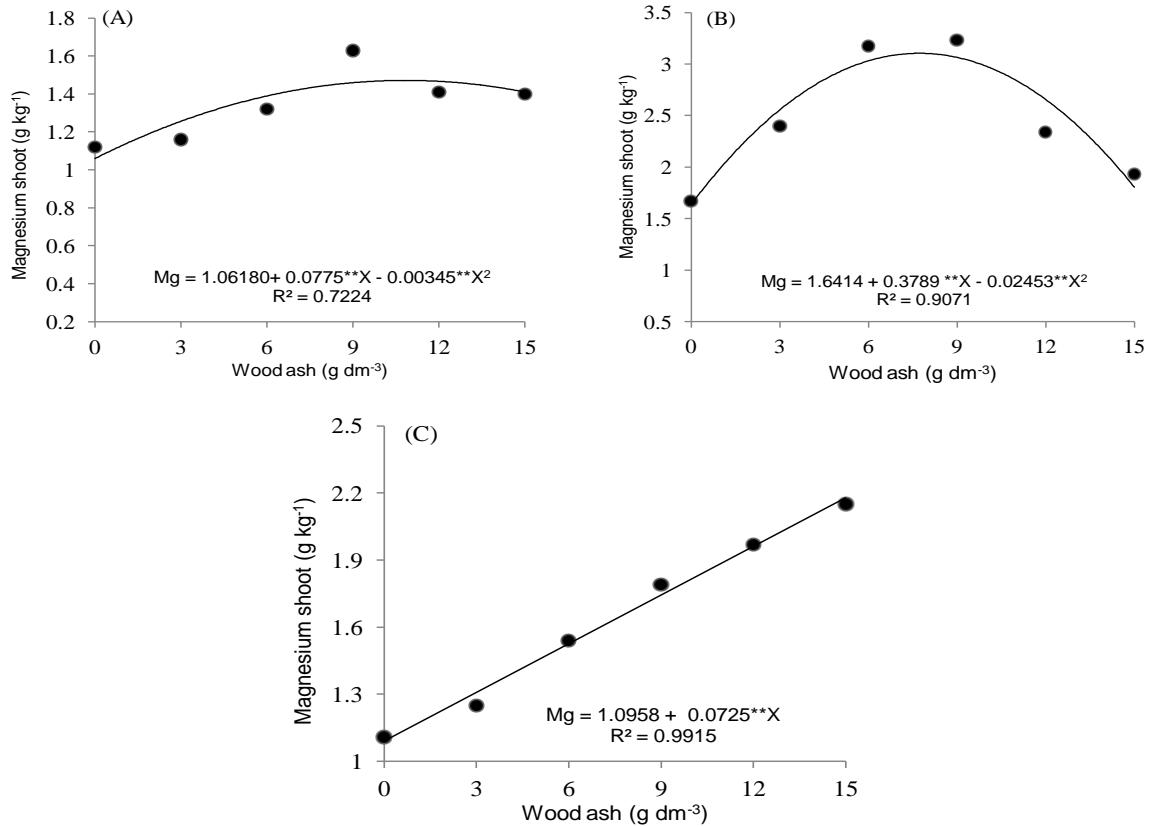 (A)
Magnesium shoot (g kg⁻¹)
1.8
1.6
1.4
1.2
1
0.8
0.6
0.4
0.2
Mg = 1.06180+ 0.0775**X - 0.00345**X²
R² = 0.7224
0 3 6 9 12 15
Wood ash (g dm⁻³)
(B)
Magnesium shoot (g kg⁻¹)
3.5
3
2.5
2
1.5
1
0.5
Mg = 1.6414 + 0.3789 **X - 0.02453**X²
R² = 0.9071
0 3 6 9 12 15
Wood ash (g dm⁻³)
(C)
Magnesium shoot (g kg⁻¹)
2.5
2.2
1.9
1.6
1.3
1
Mg = 1.0958 + 0.0725**X
R² = 0.9915
0 3 6 9 12 15
Wood ash (g dm⁻³)